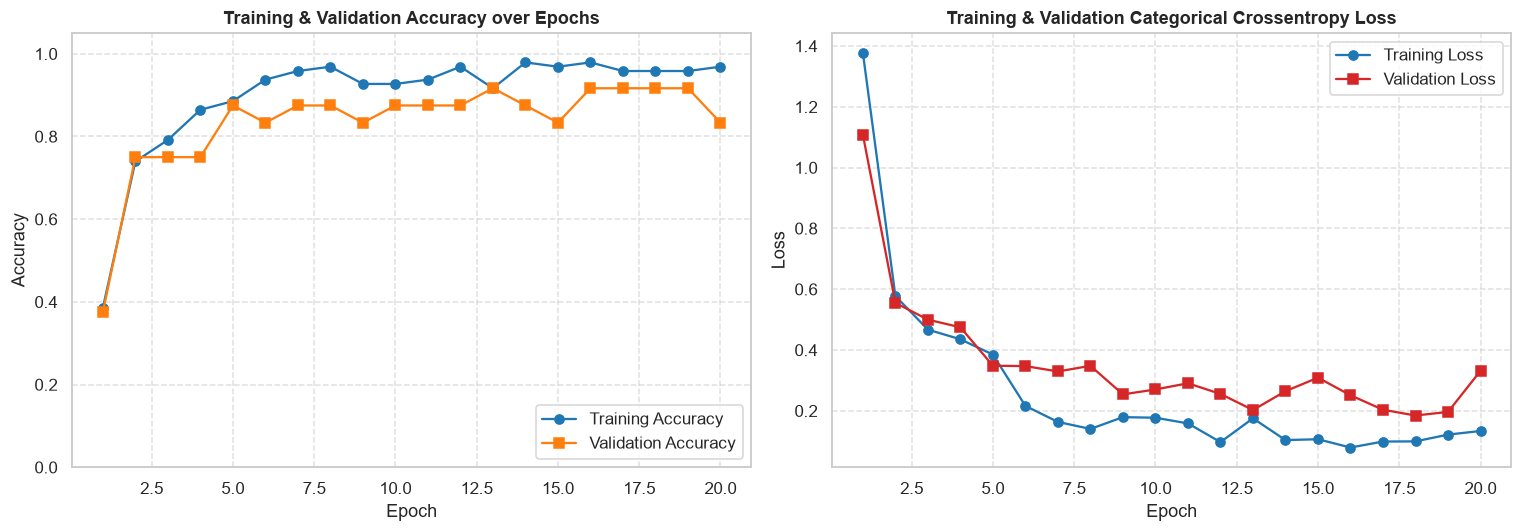 Training & Validation Accuracy over Epochs
Accuracy
1.0
0.8
0.6
0.4
0.2
0.0
2.5 5.0 7.5 10.0 12.5 15.0 17.5 20.0
Epoch
Training Accuracy
Validation Accuracy
Training & Validation Categorical Crossentropy Loss
Loss
1.4
1.2
1.0
0.8
0.6
0.4
0.2
2.5 5.0 7.5 10.0 12.5 15.0 17.5 20.0
Epoch
Training Loss
Validation Loss